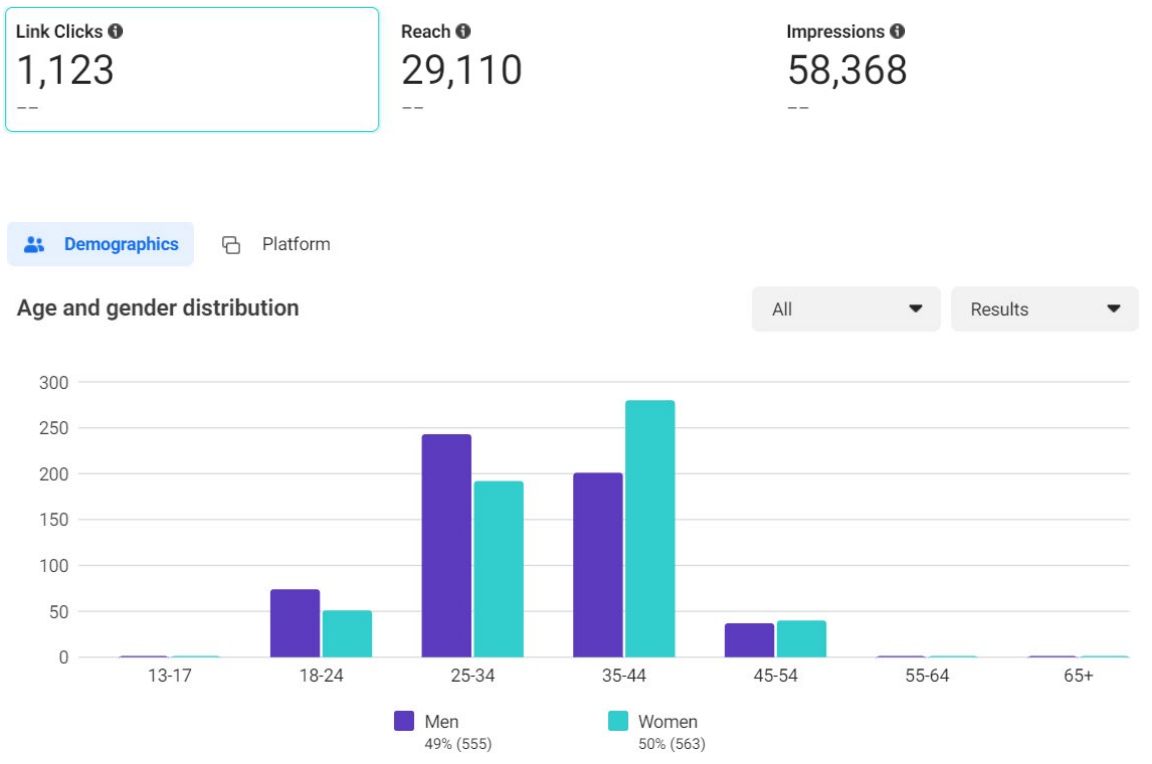 Link Clicks Reach Impressions
1,123 29,110 58,368
-- -- --
Demographics Platform
Age and gender distribution All Results
300
250
200
150
100
50
0
13-17 18-24 25-34 35-44 45-54 55-64 65+
Men Women
49% (555) 50% (563)